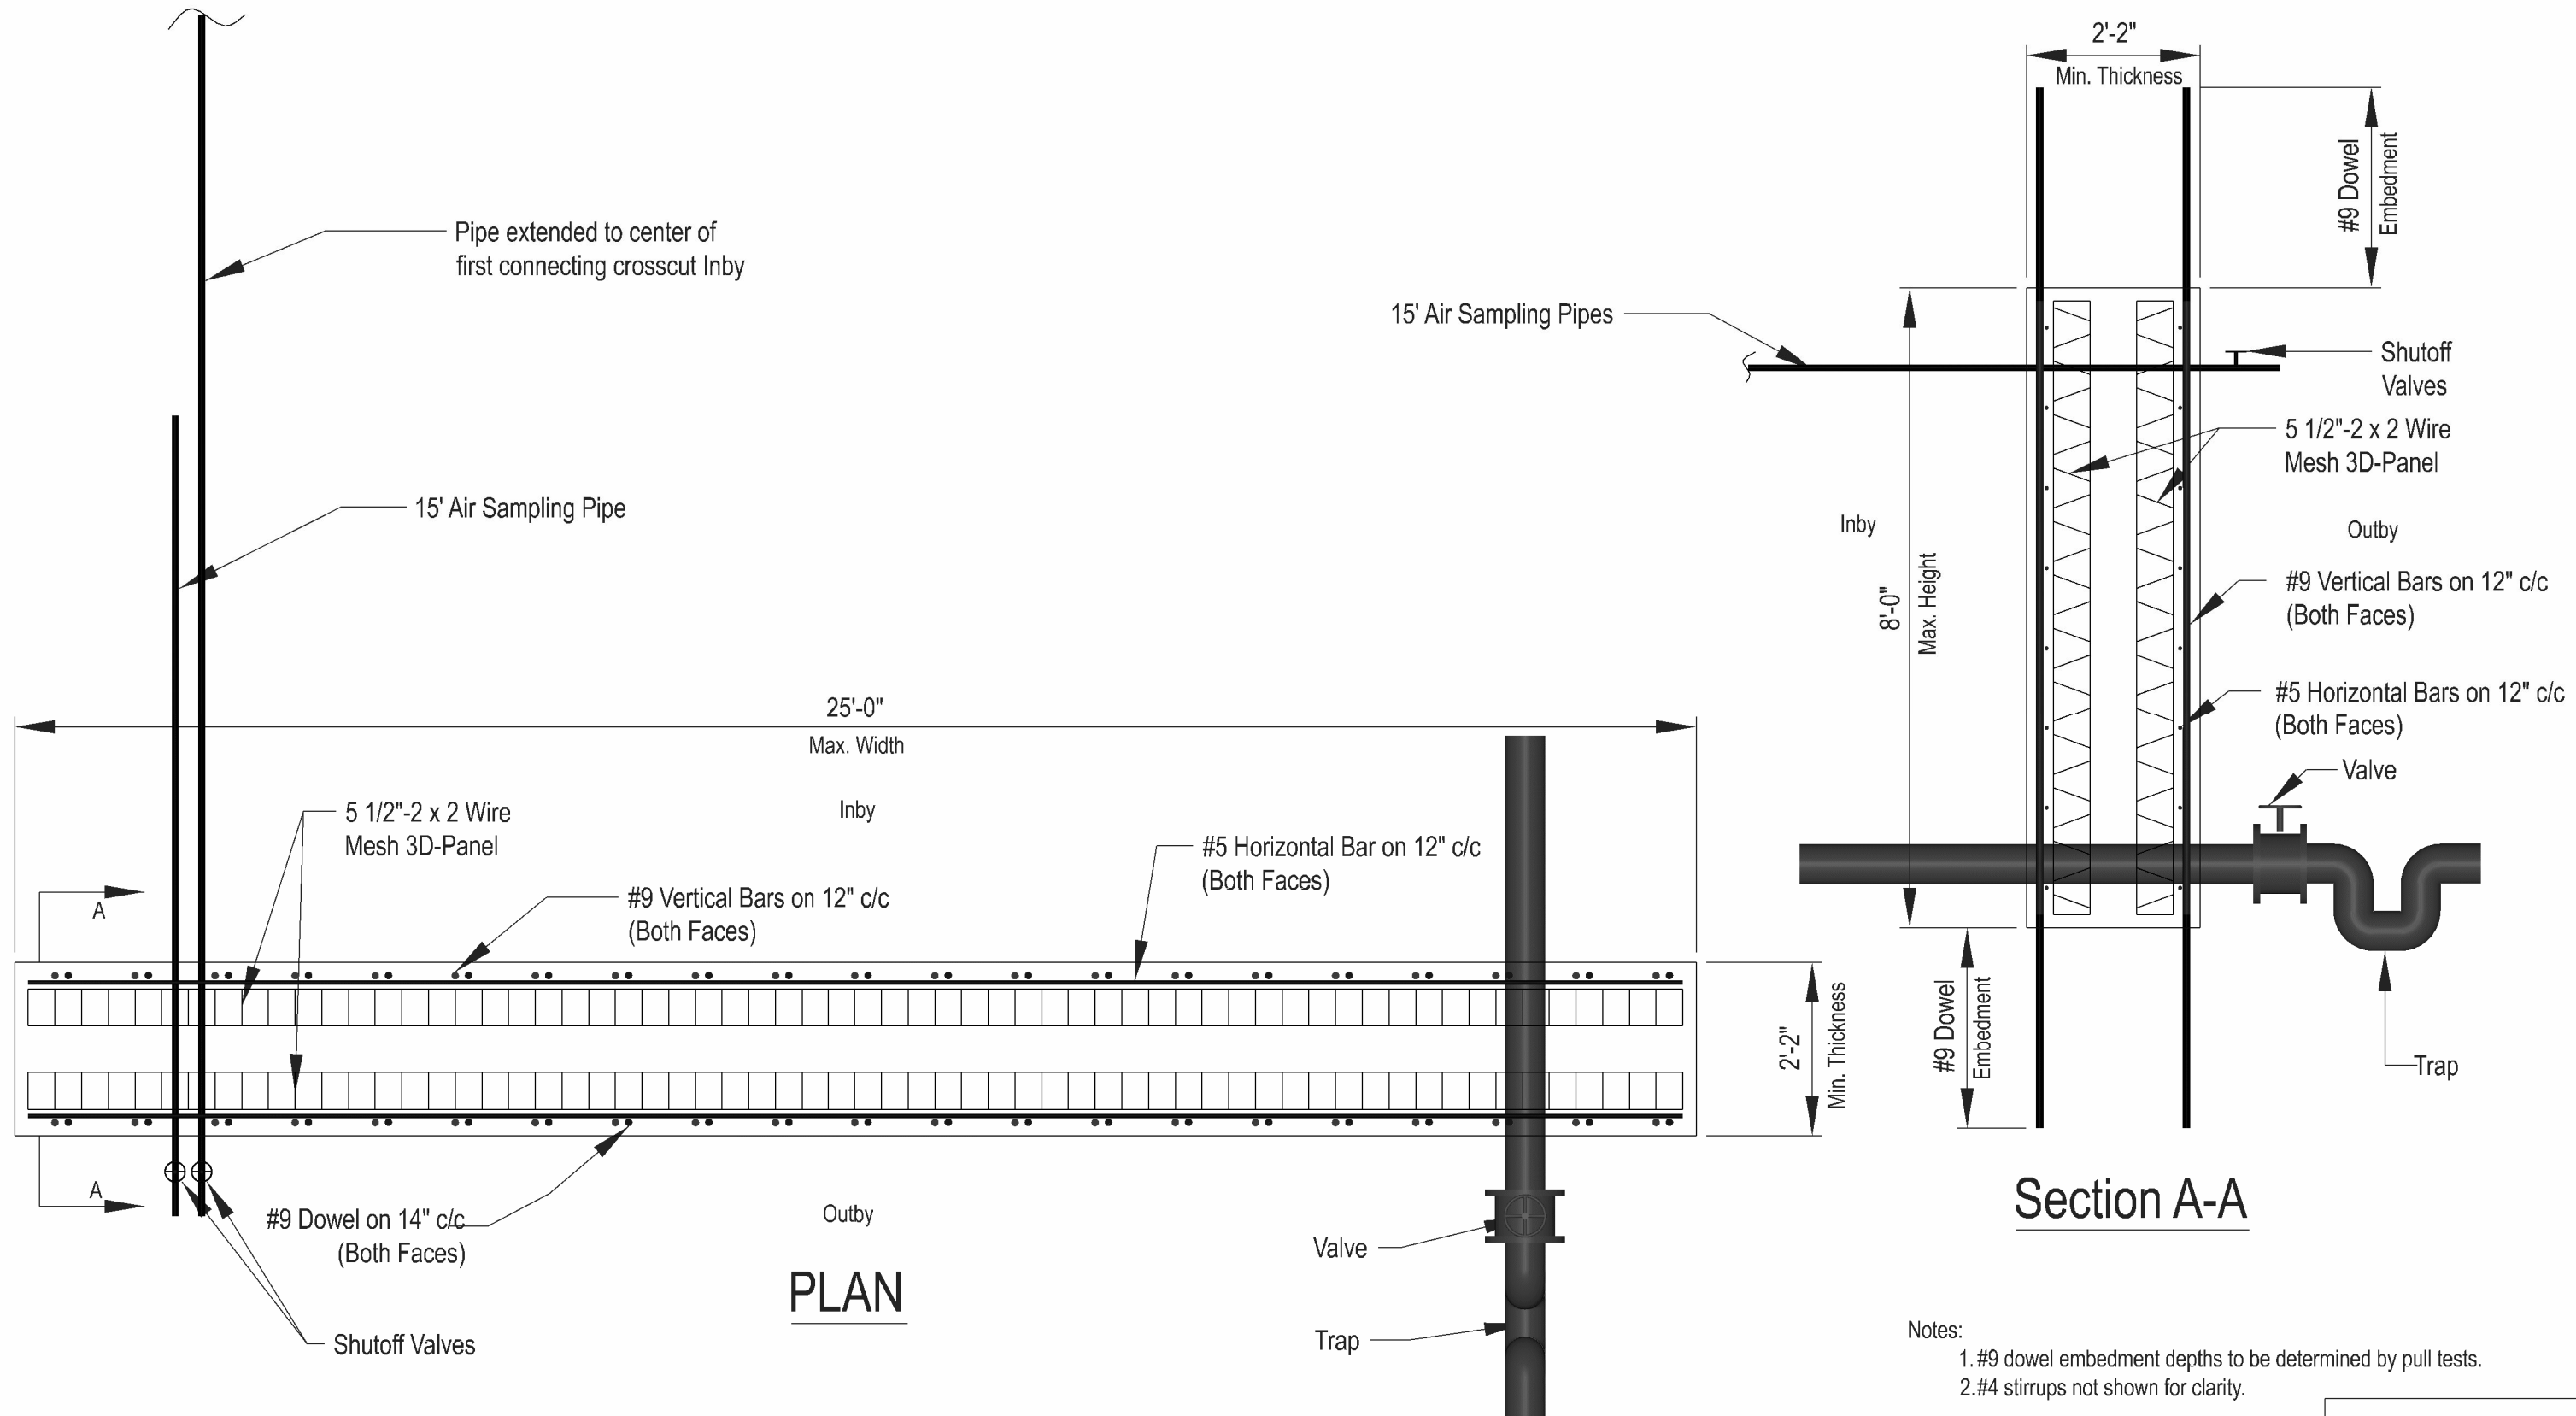 Pipe extended to center of
first connecting crosscut Inby
15' Air Sampling Pipe
25'-0"
Max. Width
Inby
5 1/2"-2 x 2 Wire
Mesh 3D-Panel
#9 Vertical Bars on 12" c/c
(Both Faces)
#5 Horizontal Bar on 12" c/c
(Both Faces)
A
A
2'-2"
Min. Thickness
#9 Dowel on 14" c/c
(Both Faces)
Outby
Shutoff Valves
Valve
Trap
PLAN
2'-2"
Min. Thickness
#9 Dowel
Embedment
15' Air Sampling Pipes
Shutoff
Valves
5 1/2"-2 x 2 Wire
Mesh 3D-Panel
Inby
Outby
8'-0"
Max. Height
#9 Vertical Bars on 12" c/c
(Both Faces)
#5 Horizontal Bars on 12" c/c
(Both Faces)
Valve
#9 Dowel
Embedment
Trap
Section A-A
Notes:
1. #9 dowel embedment depths to be determined by pull tests.
2. #4 stirrups not shown for clarity.